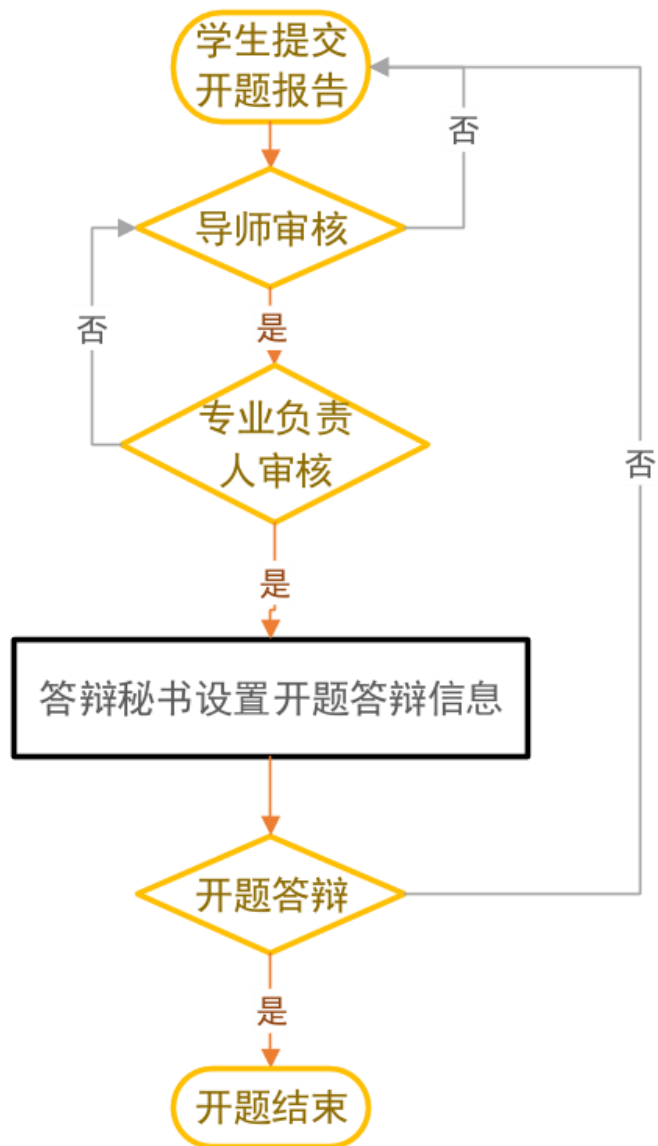 学生提交
开题报告
否
导师审核
是
否
专业负责
人审核
否
是
答辩秘书设置开题答辩信息
开题答辩
是
开题结束